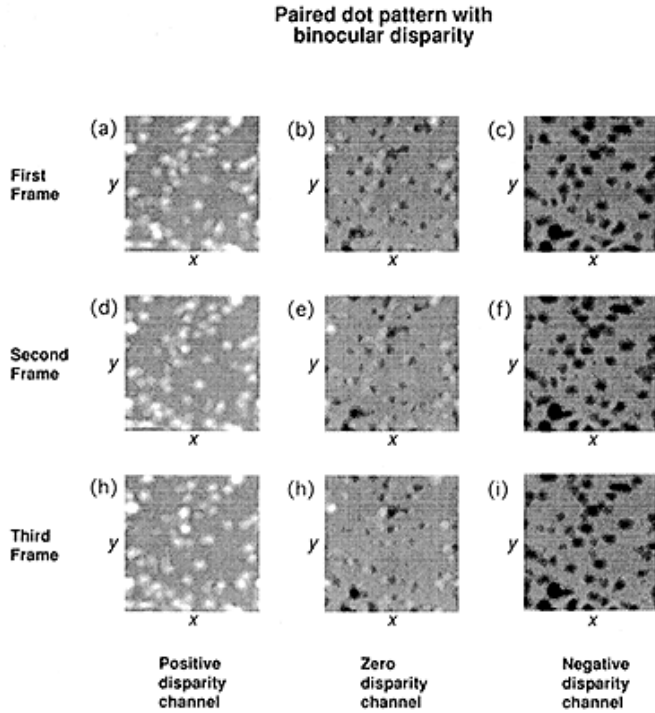 Paired dot pattern with
binocular disparity
(a)
(b)
(c)
First
Frame
y
y
y
x
x
x
(d)
(e)
(f)
Second
Frame
y
y
y
x
x
x
(h)
(h)
(i)
Third
Frame
y
y
y
x
x
x
Positive
disparity
channel
Zero
disparity
channel
Negative
disparity
channel